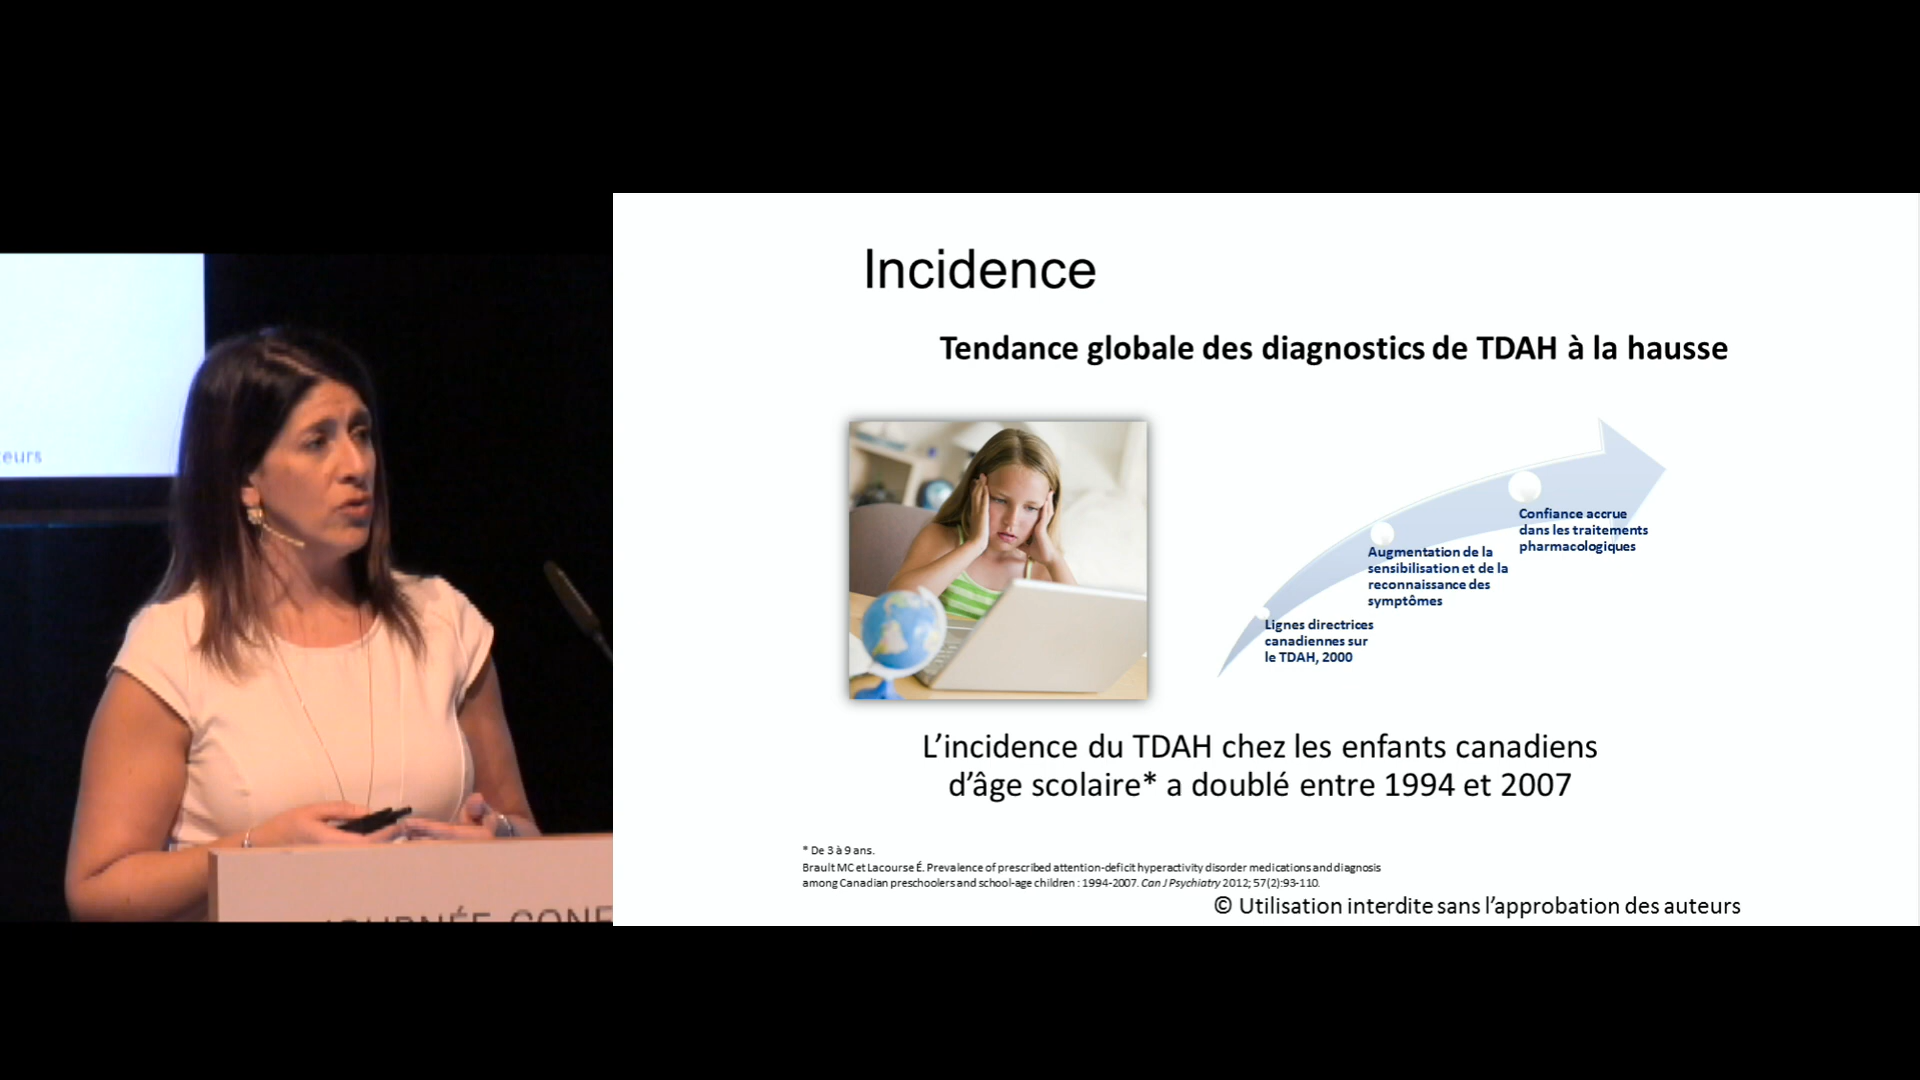 Incidence
Tendance globale des diagnostics de TDAH à la hausse
Confiance accrue
dans les traitements
pharmacologiques
Augmentation de la
sensibilisation et de la
reconnaissance des
symptômes
Lignes directrices
canadiennes sur
le TDAH, 2000
L’incidence du TDAH chez les enfants canadiens
d’âge scolaire* a doublé entre 1994 et 2007
* De 3 à 9 ans.
Brault MC et Lacourse É. Prevalence of prescribed attention-deficit hyperactivity disorder medications and diagnosis
among Canadian preschoolers and school-age children : 1994-2007. Can J Psychiatry 2012; 57(2):93-110.
© Utilisation interdite sans l’approbation des auteurs
eurs
JOURNÉE CONF